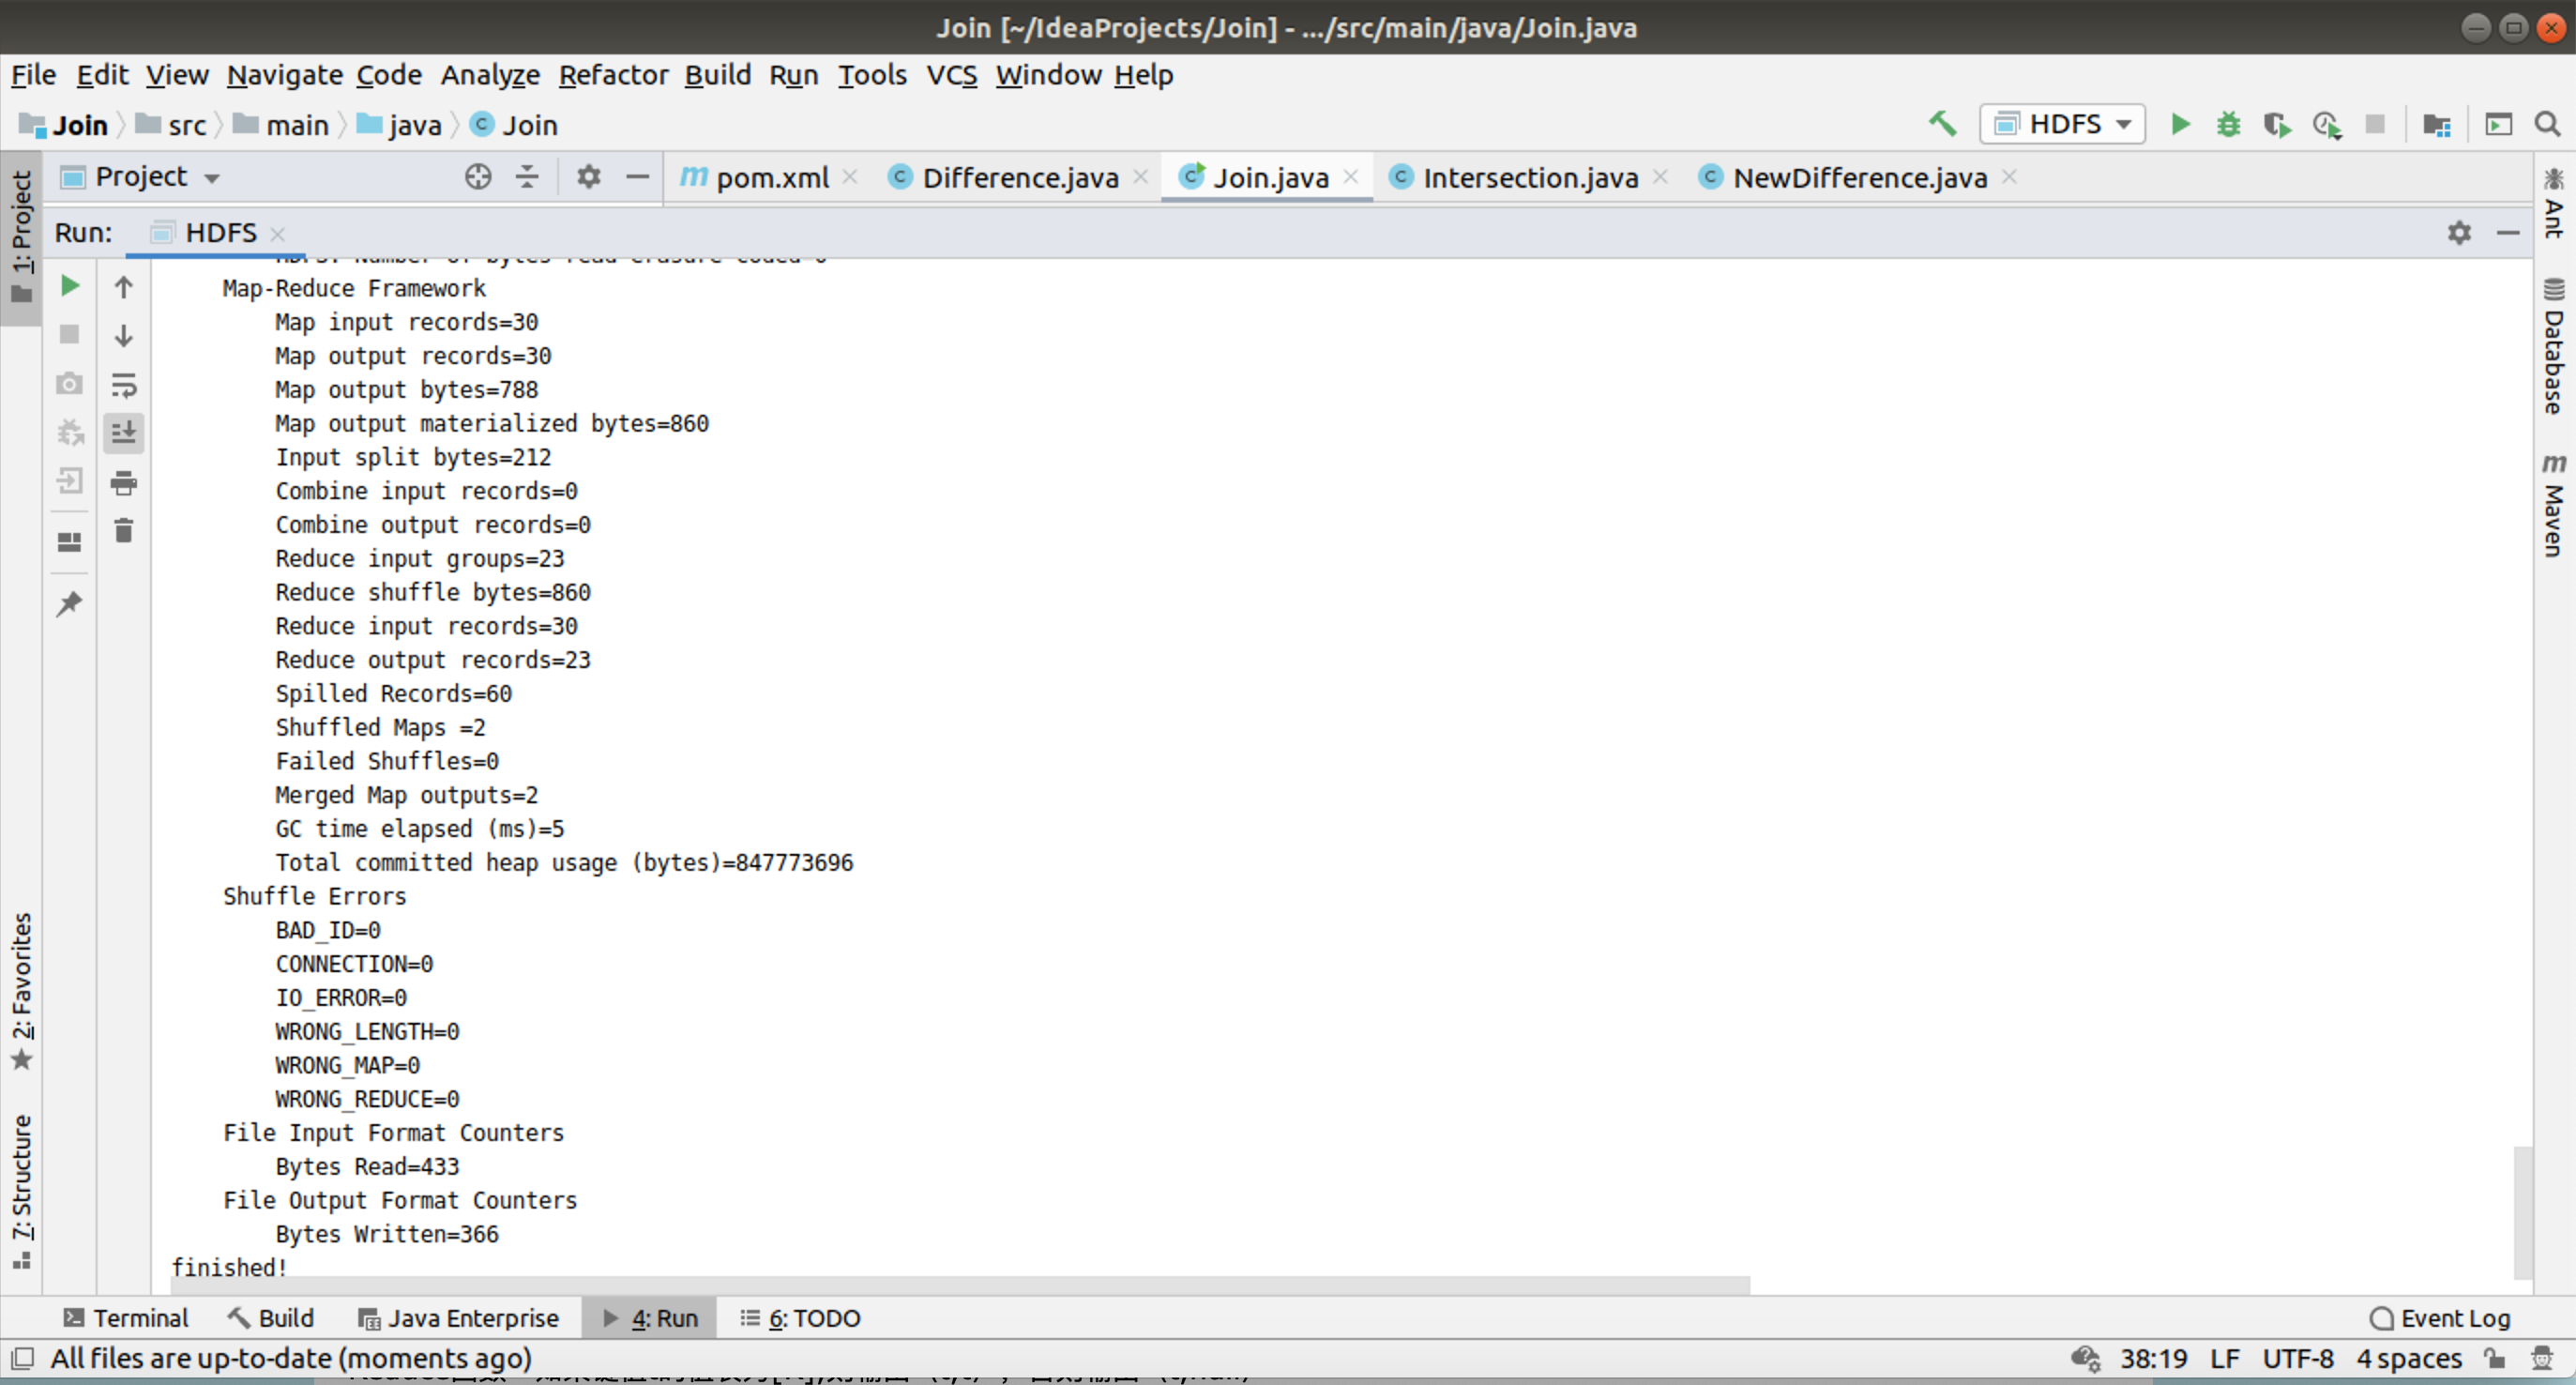 Join [~/IdeaProjects/Join] - .../src/main/java/Join.java
File Edit View Navigate Code Analyze Refactor Build Run Tools VCS Window Help
Join src main java Join HDFS
Project pom.xml Difference.java Join.java Intersection.java NewDifference.java
Run: HDFS
Map-Reduce Framework
Map input records=30
Map output records=30
Map output bytes=788
Map output materialized bytes=860
Input split bytes=212
Combine input records=0
Combine output records=0
Reduce input groups=23
Reduce shuffle bytes=860
Reduce input records=30
Reduce output records=23
Spilled Records=60
Shuffled Maps =2
Failed Shuffles=0
Merged Map outputs=2
GC time elapsed (ms)=5
Total committed heap usage (bytes)=847773696
Shuffle Errors
BAD_ID=0
CONNECTION=0
IO_ERROR=0
WRONG_LENGTH=0
WRONG_MAP=0
WRONG_REDUCE=0
File Input Format Counters
Bytes Read=433
File Output Format Counters
Bytes Written=366
finished!
1: Project
2: Favorites
7: Structure
Ant
Database
Maven
Terminal Build Java Enterprise 4: Run 6: TODO Event Log
All files are up-to-date (moments ago) 38:19 LF UTF-8 4 spaces